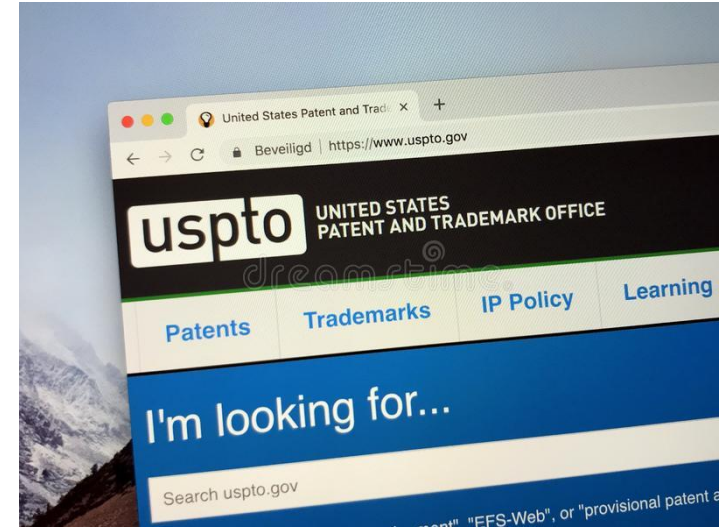 United States Patent and Trad
Beveiligd | https://www.uspto.gov
uspto
UNITED STATES
PATENT AND TRADEMARK OFFICE
dreamstime.
Patents Trademarks IP Policy Learning
I'm looking for...
Search uspto.gov
"EFS-Web", or "provisional patent a